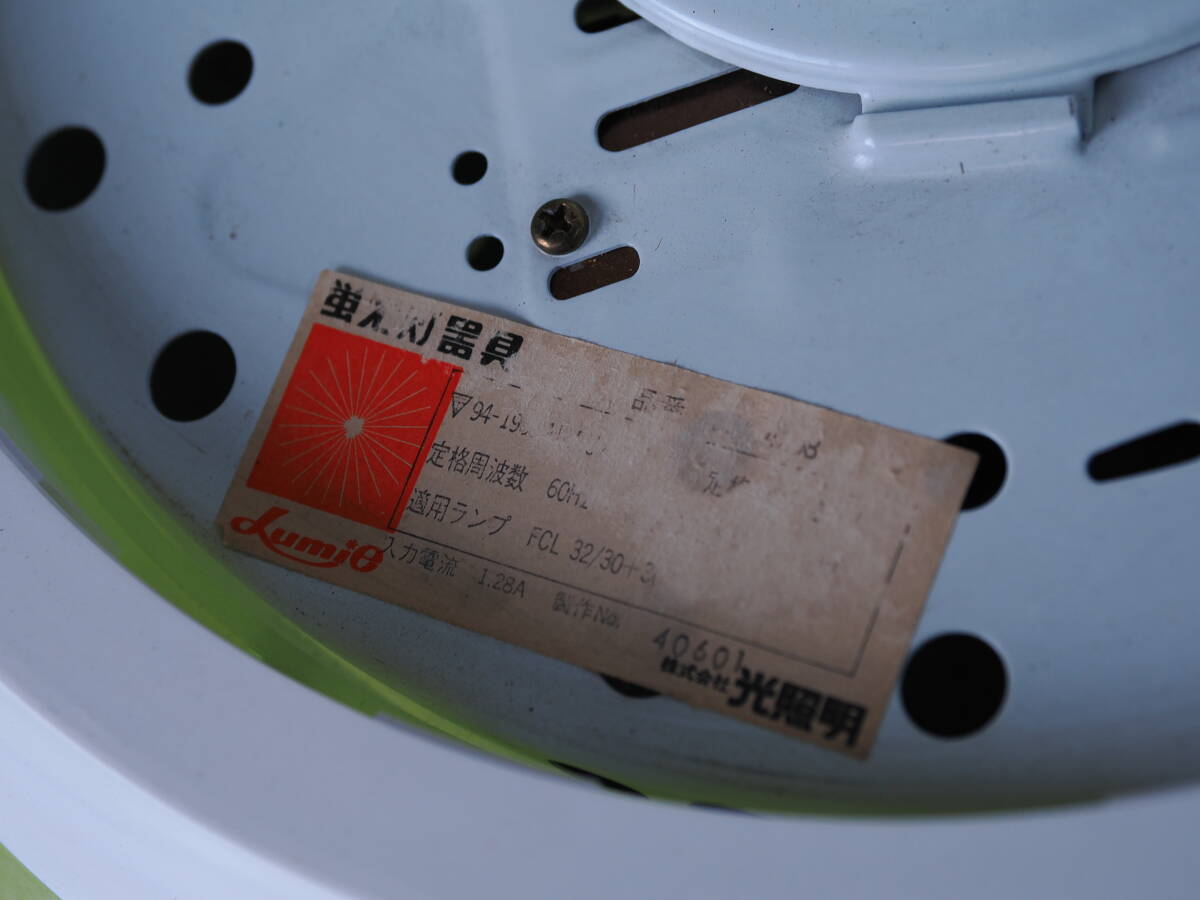 蛍光灯器具
品番
▽94-19
定格周波数 60Hz
適用ランプ FCL 32/30+3
入力電流 1.28A 製作No. 40601
Lumiθ
株式会社 光照明